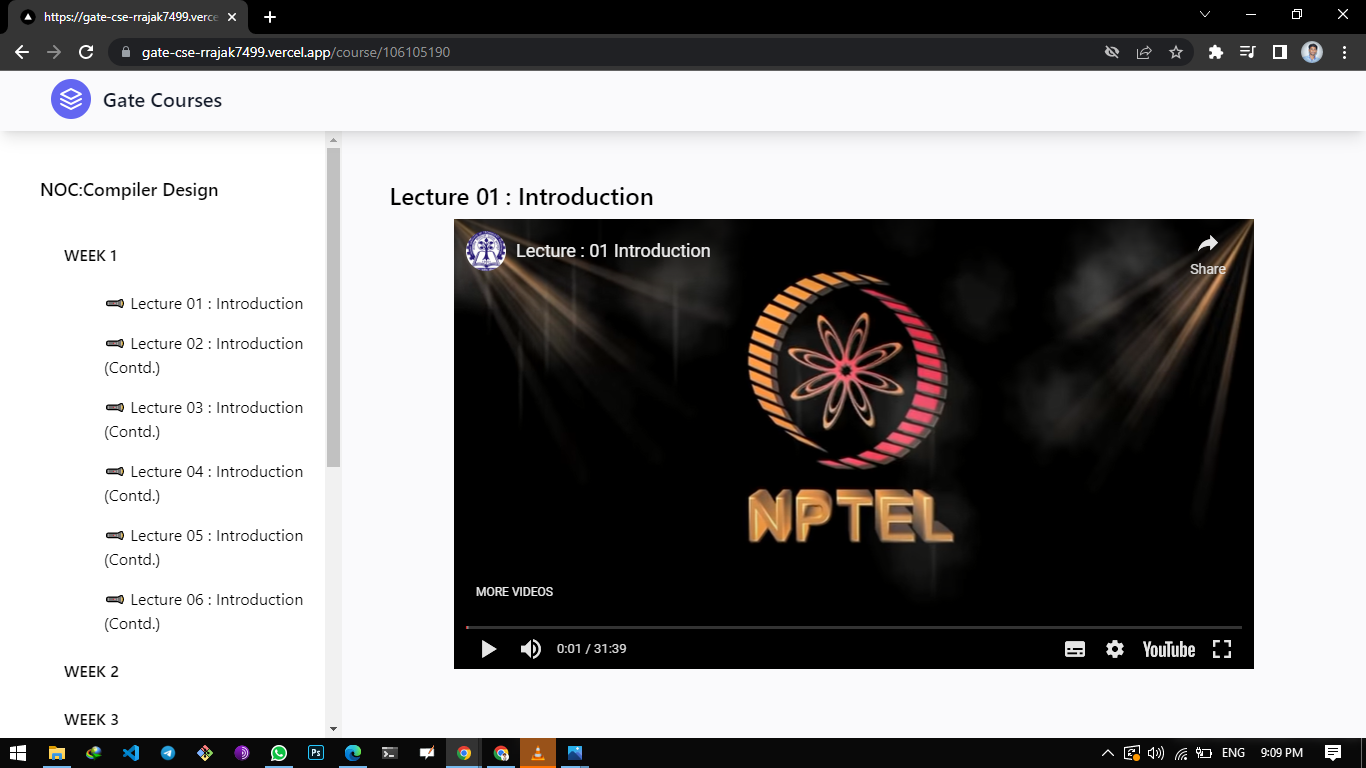 https://gate-cse-rrajak7499.verce
gate-cse-rrajak7499.vercel.app/course/106105190
Gate Courses
NOC:Compiler Design
WEEK 1
Lecture 01 : Introduction
Lecture 02 : Introduction
(Contd.)
Lecture 03 : Introduction
(Contd.)
Lecture 04 : Introduction
(Contd.)
Lecture 05 : Introduction
(Contd.)
Lecture 06 : Introduction
(Contd.)
WEEK 2
WEEK 3
Lecture 01 : Introduction
Lecture : 01 Introduction
Share
NPTEL
MORE VIDEOS
0:01 / 31:39
YouTube
Ps
ENG
9:09 PM